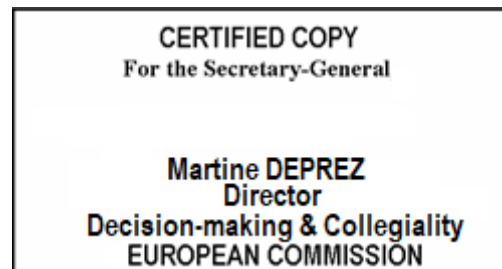 CERTIFIED COPY
For the Secretary-General
Martine DEPREZ
Director
Decision-making & Collegiality
EUROPEAN COMMISSION